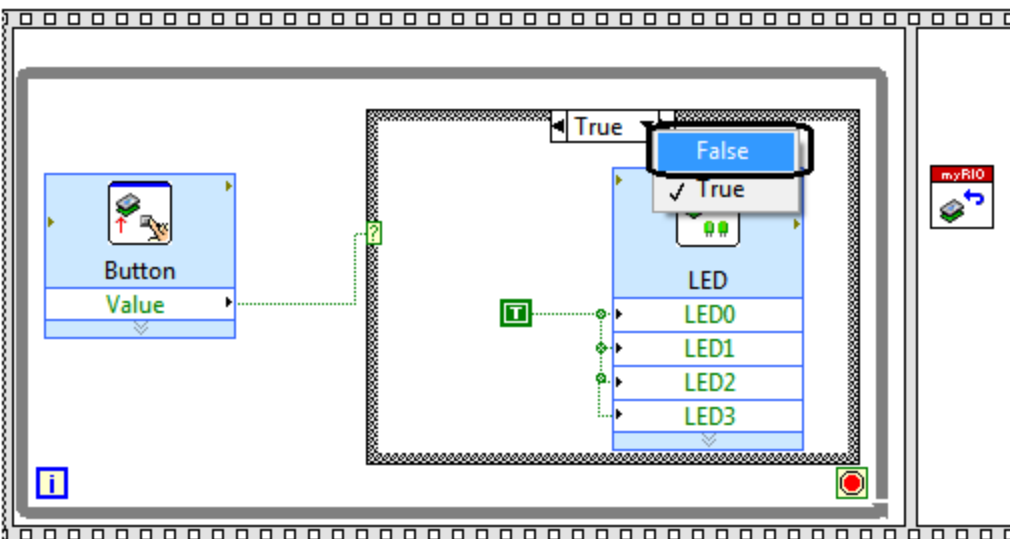 True
False
✓ True
myRIO
?
Button
Value
LED
T
LED0
LED1
LED2
LED3
i